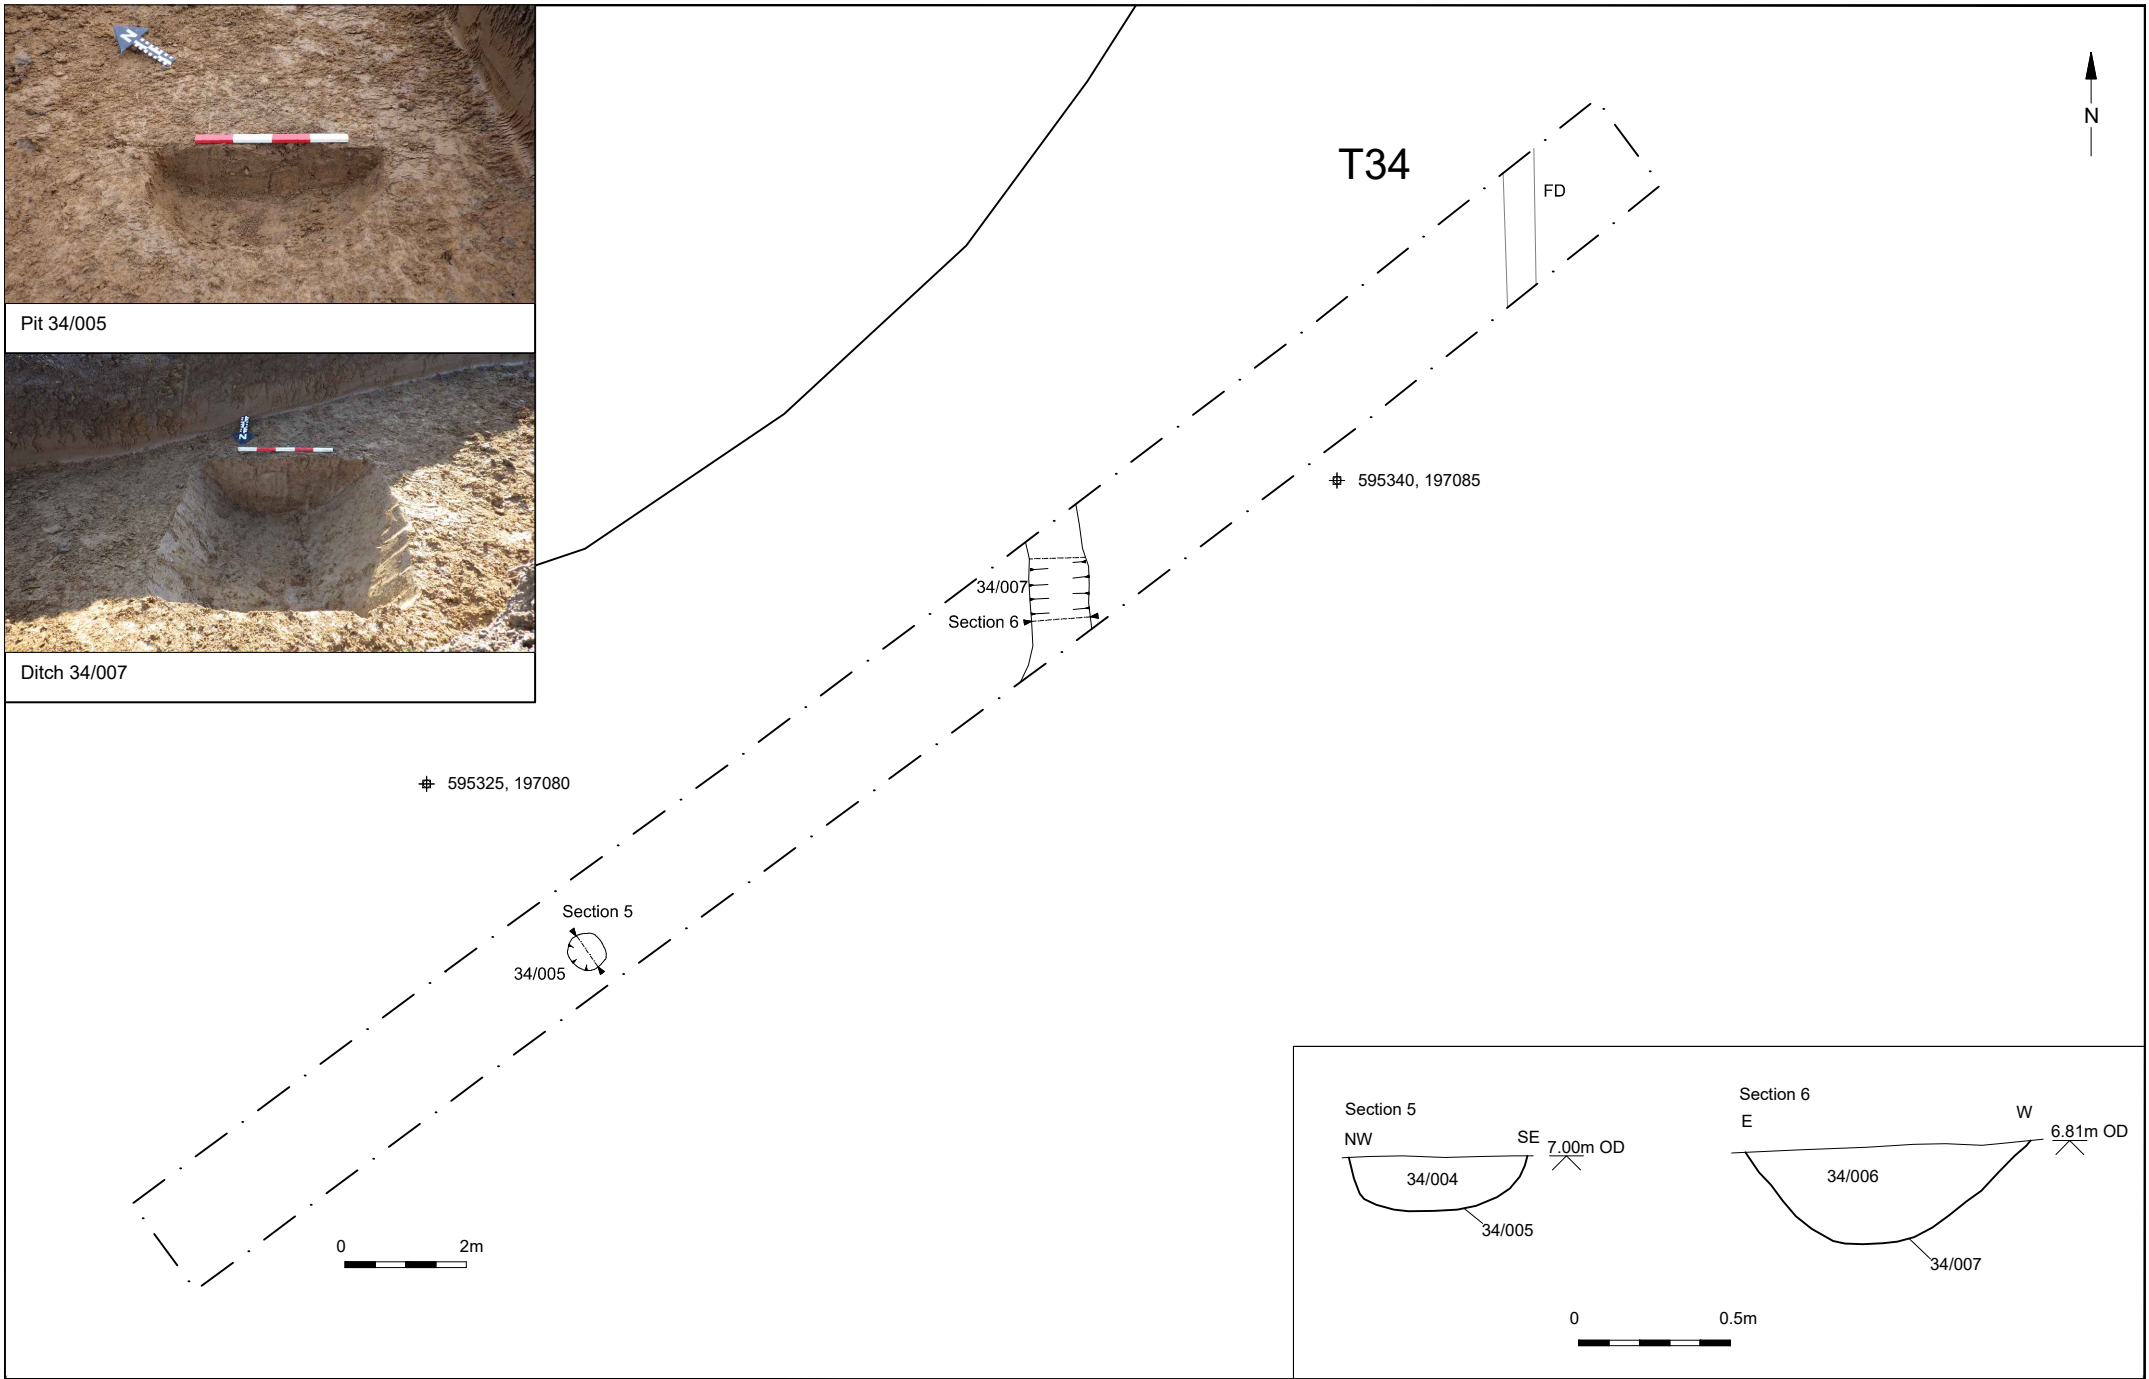 N
Pit 34/005
N
Ditch 34/007
T34
N
FD
595340, 197085
34/007
Section 6
595325, 197080
Section 5
34/005
0 2m
Section 5
NW SE 7.00m OD
34/004
34/005
Section 6
E W 6.81m OD
34/006
34/007
0 0.5m